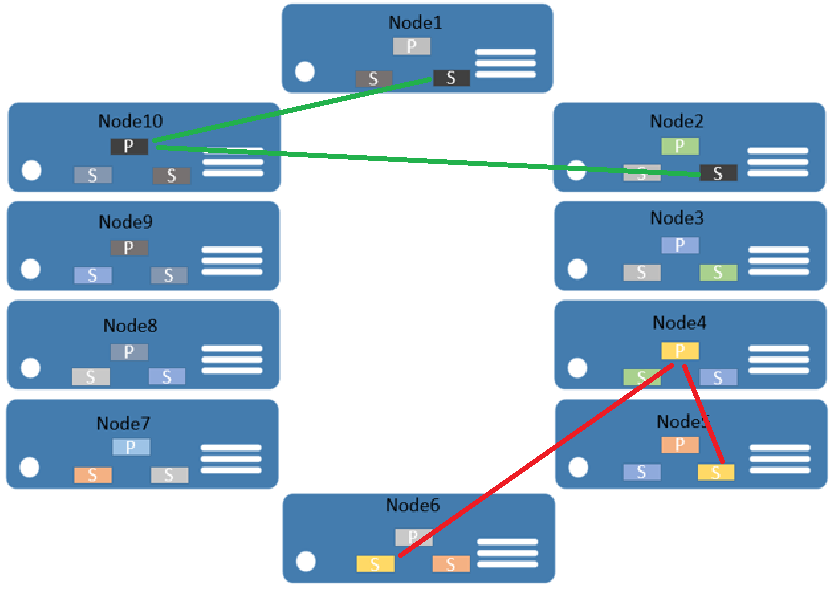 Node1
P
S S
Node10
P
S S
Node2
P
S S
Node9
P
S S
Node3
P
S S
Node8
P
S S
Node4
P
S S
Node7
P
S S
Node5
P
S S
Node6
P
S S